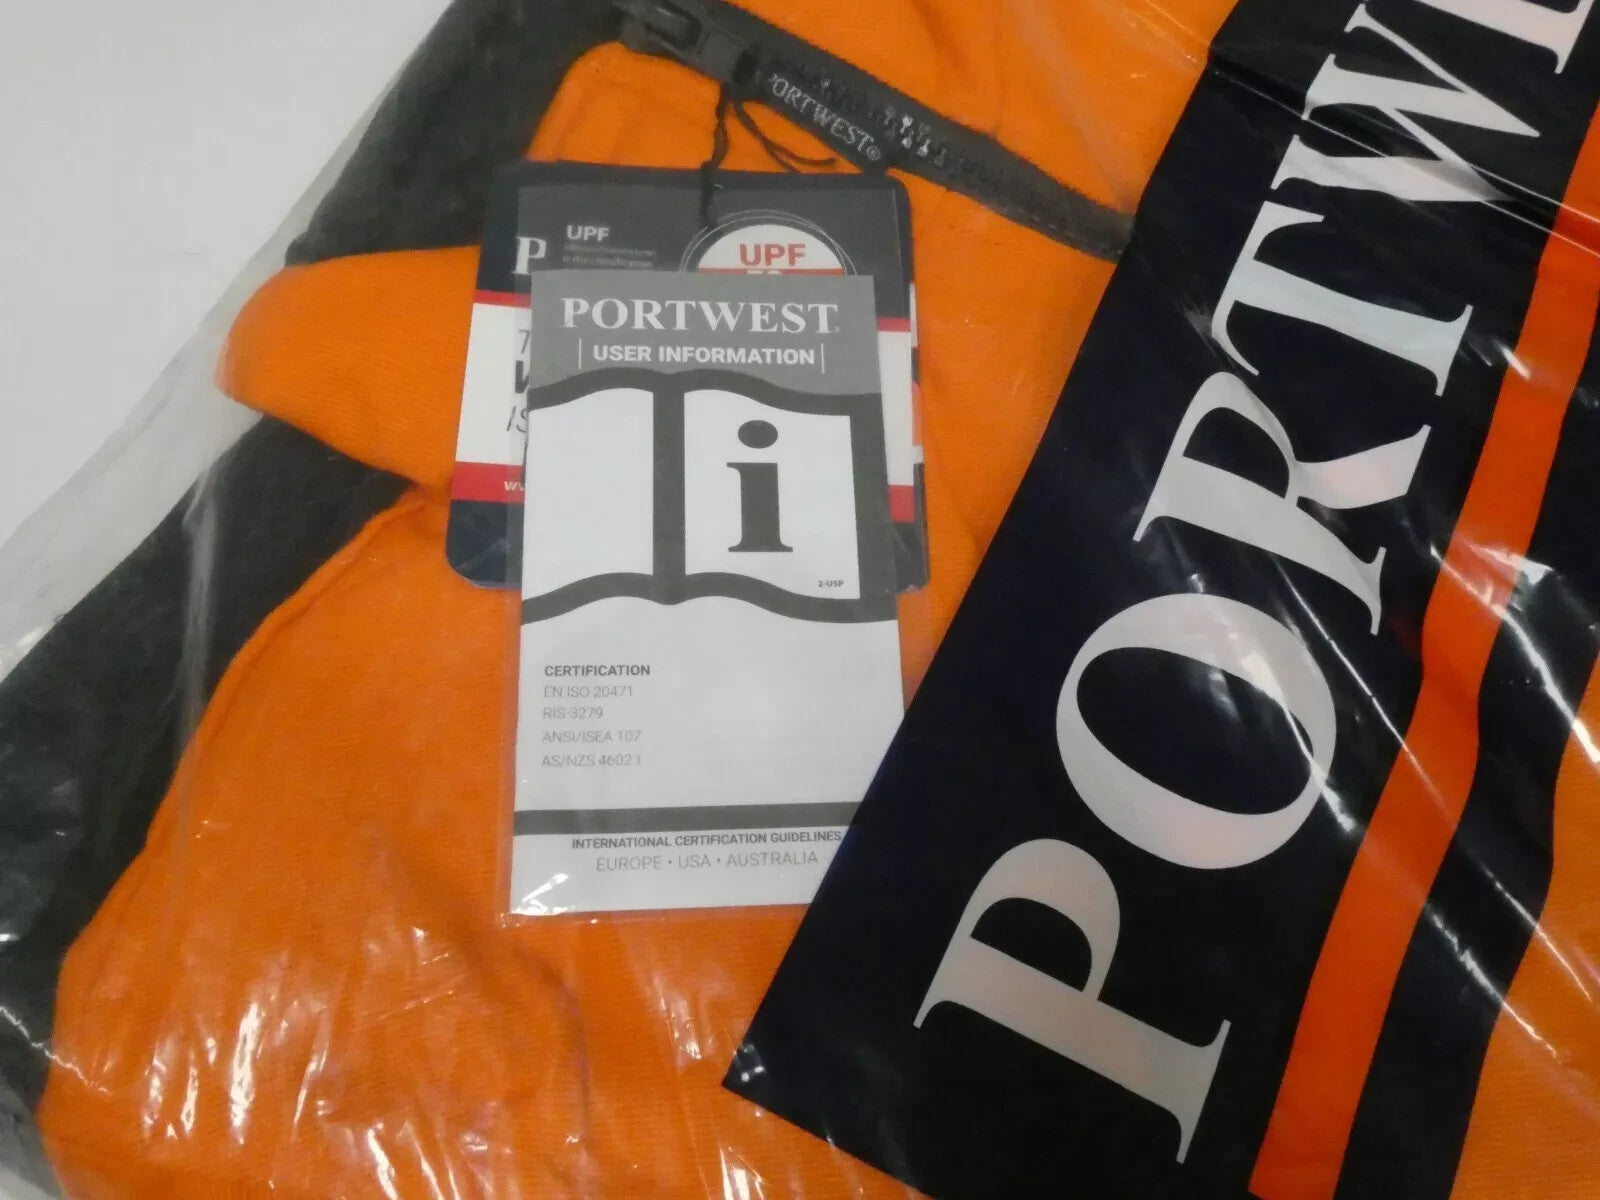 PORTWEST®
UPF
P
UPF
PORTWEST®
USER INFORMATION
i
2-USP
CERTIFICATION
EN ISO 20471
RIS-3279
ANSI/ISEA 107
AS/NZS 4602.1
INTERNATIONAL CERTIFICATION GUIDELINES
EUROPE • USA • AUSTRALIA
PORTWE